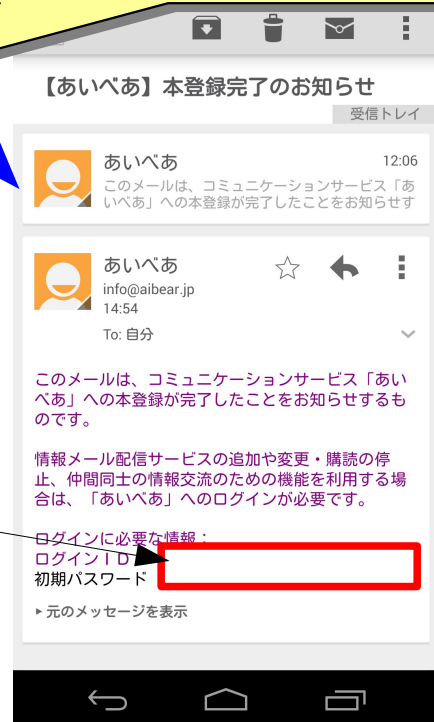 【あいべあ】本登録完了のお知らせ
受信トレイ
あいべあ
12:06
このメールは、コミュニケーションサービス「あ
いべあ」への本登録が完了したことをお知らせす
あいべあ
info@aibear.jp
14:54
To: 自分
このメールは、コミュニケーションサービス「あい
べあ」への本登録が完了したことをお知らせするも
のです。
情報メール配信サービスの追加や変更・購読の停
止、仲間同士の情報交流のための機能を利用する場
合は、「あいべあ」へのログインが必要です。
ログインに必要な情報：
ログインＩＤ
初期パスワード
▸元のメッセージを表示